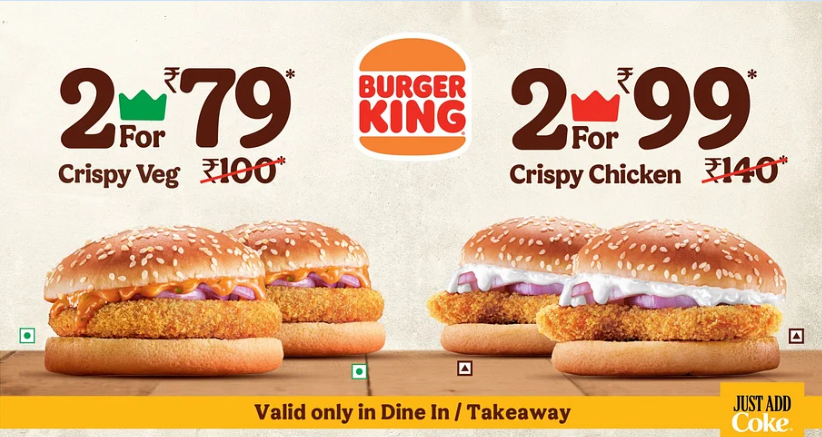 2 For ₹79*
Crispy Veg ₹100*
BURGER
KING®
2 For ₹99*
Crispy Chicken ₹140*
Valid only in Dine In / Takeaway
JUST ADD
Coke